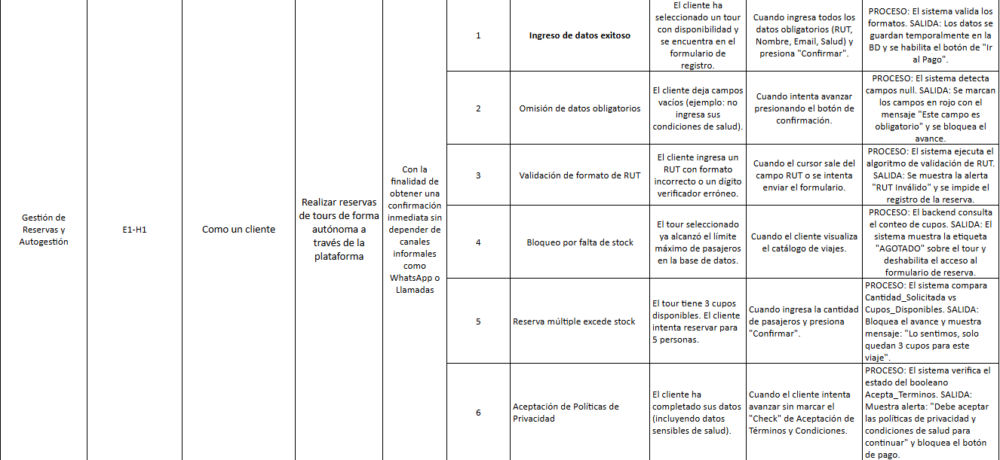 Gestión de
Reservas y
Autogestión
E1-H1
Como un cliente
Realizar reservas
de tours de forma
autónoma a
través de la
plataforma
Con la
finalidad de
obtener una
confirmación
inmediata sin
depender de
canales
informales
como
WhatsApp o
Llamadas
1
Ingreso de datos exitoso
El cliente ha
seleccionado un tour
con disponibilidad y
se encuentra en el
formulario de
registro.
Cuando ingresa todos los
datos obligatorios (RUT,
Nombre, Email, Salud) y
presiona "Confirmar".
PROCESO: El sistema valida los
formatos. SALIDA: Los datos se
guardan temporalmente en la
BD y se habilita el botón de "Ir
al Pago".
2
Omisión de datos obligatorios
El cliente deja campos
vacíos (ejemplo: no
ingresa sus
condiciones de salud).
Cuando intenta avanzar
presionando el botón de
confirmación.
PROCESO: El sistema detecta
campos null. SALIDA: Se marcan
los campos en rojo con el
mensaje "Este campo es
obligatorio" y se bloquea el
avance.
3
Validación de formato de RUT
El cliente ingresa un
RUT con formato
incorrecto o un dígito
verificador erróneo.
Cuando el cursor sale del
campo RUT o se intenta
enviar el formulario.
PROCESO: El sistema ejecuta el
algoritmo de validación de RUT.
SALIDA: Se muestra la alerta
"RUT Inválido" y se impide el
registro de la reserva.
4
Bloqueo por falta de stock
El tour seleccionado
ya alcanzó el límite
máximo de pasajeros
en la base de datos.
Cuando el cliente visualiza
el catálogo de viajes.
PROCESO: El backend consulta
el conteo de cupos. SALIDA: El
sistema muestra la etiqueta
"AGOTADO" sobre el tour y
deshabilita el acceso al
formulario de reserva.
5
Reserva múltiple excede stock
El tour tiene 3 cupos
disponibles. El cliente
intenta reservar para
5 personas.
Cuando ingresa la cantidad
de pasajeros y presiona
"Confirmar".
PROCESO: El sistema compara
Cantidad_Solicitada vs
Cupos_Disponibles. SALIDA:
Bloquea el avance y muestra
mensaje: "Lo sentimos, solo
quedan 3 cupos para este
viaje".
6
Aceptación de Políticas de
Privacidad
El cliente ha
completado sus datos
(incluyendo datos
sensibles de salud).
Cuando el cliente intenta
avanzar sin marcar el
"Check" de Aceptación de
Términos y Condiciones.
PROCESO: El sistema verifica el
estado del booleano
Acepta_Terminos. SALIDA:
Muestra alerta: "Debe aceptar
las políticas de privacidad y
condiciones de salud para
continuar" y bloquea el botón
de pago.